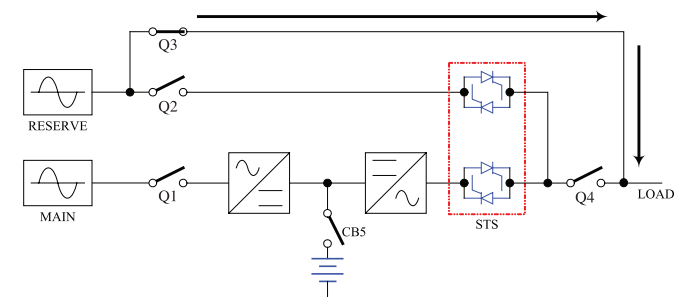 Q3
Q2
RESERVE
Q1
MAIN
CB5
STS
Q4
LOAD